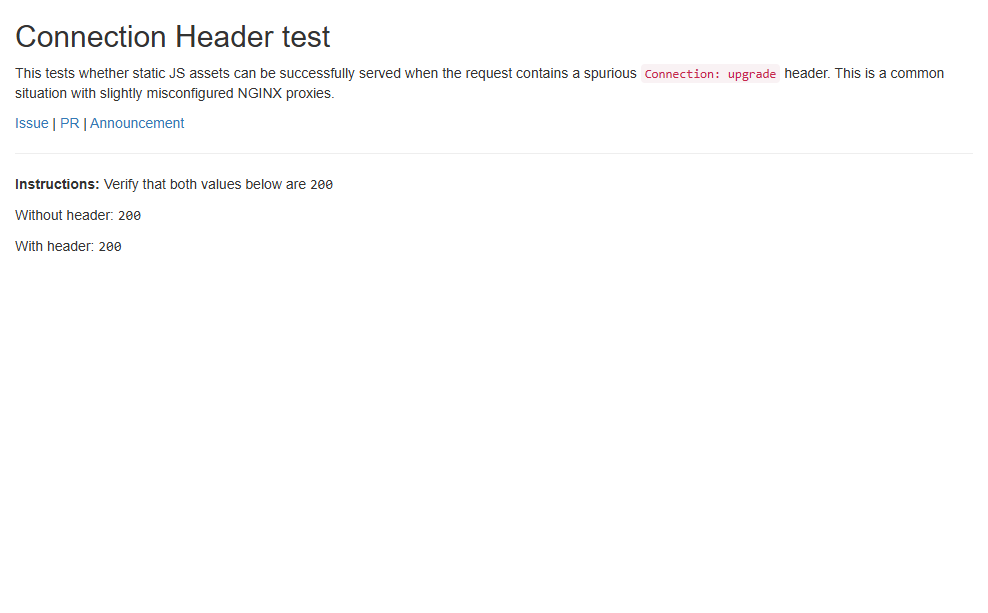 Connection Header test
This tests whether static JS assets can be successfully served when the request contains a spurious Connection: upgrade header. This is a common
situation with slightly misconfigured NGINX proxies.
Issue | PR | Announcement
Instructions: Verify that both values below are 200
Without header: 200
With header: 200